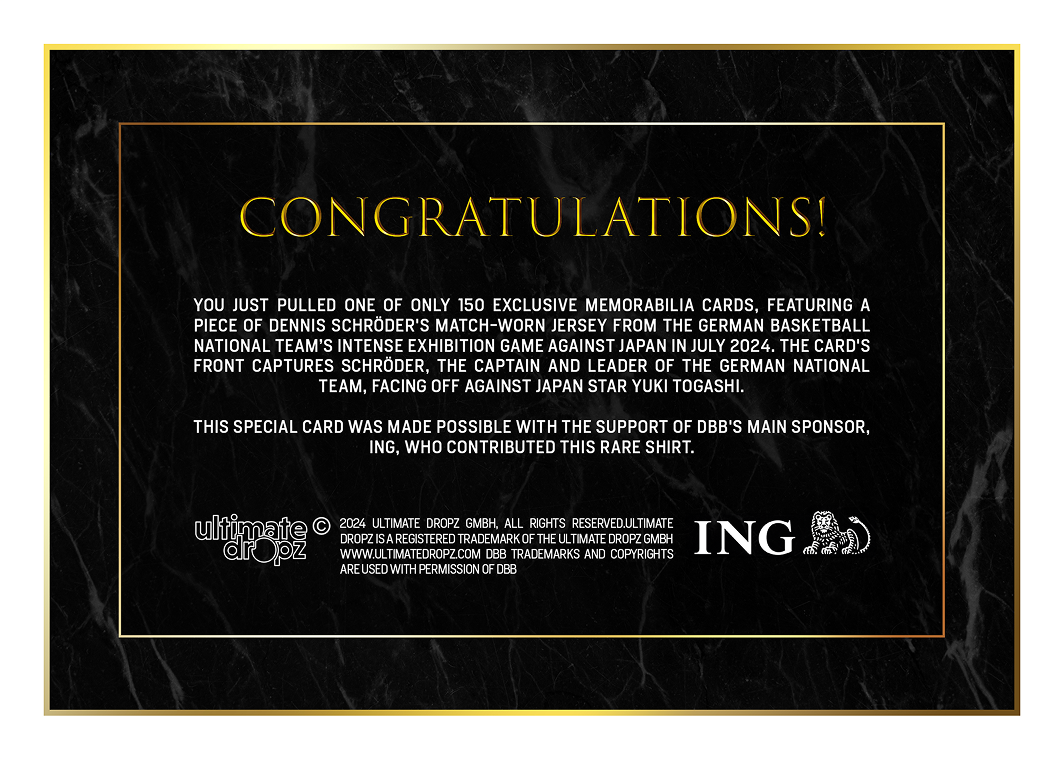 CONGRATULATIONS!
YOU JUST PULLED ONE OF ONLY 150 EXCLUSIVE MEMORABILIA CARDS, FEATURING A
PIECE OF DENNIS SCHRÖDER'S MATCH-WORN JERSEY FROM THE GERMAN BASKETBALL
NATIONAL TEAM'S INTENSE EXHIBITION GAME AGAINST JAPAN IN JULY 2024. THE CARD'S
FRONT CAPTURES SCHRÖDER, THE CAPTAIN AND LEADER OF THE GERMAN NATIONAL
TEAM, FACING OFF AGAINST JAPAN STAR YUKI TOGASHI.
THIS SPECIAL CARD WAS MADE POSSIBLE WITH THE SUPPORT OF DBB'S MAIN SPONSOR,
ING, WHO CONTRIBUTED THIS RARE SHIRT.
ultimate
dropz
©
2024 ULTIMATE DROPZ GMBH, ALL RIGHTS RESERVED.ULTIMATE
DROPZ IS A REGISTERED TRADEMARK OF THE ULTIMATE DROPZ GMBH
WWW.ULTIMATEDROPZ.COM DBB TRADEMARKS AND COPYRIGHTS
ARE USED WITH PERMISSION OF DBB
ING